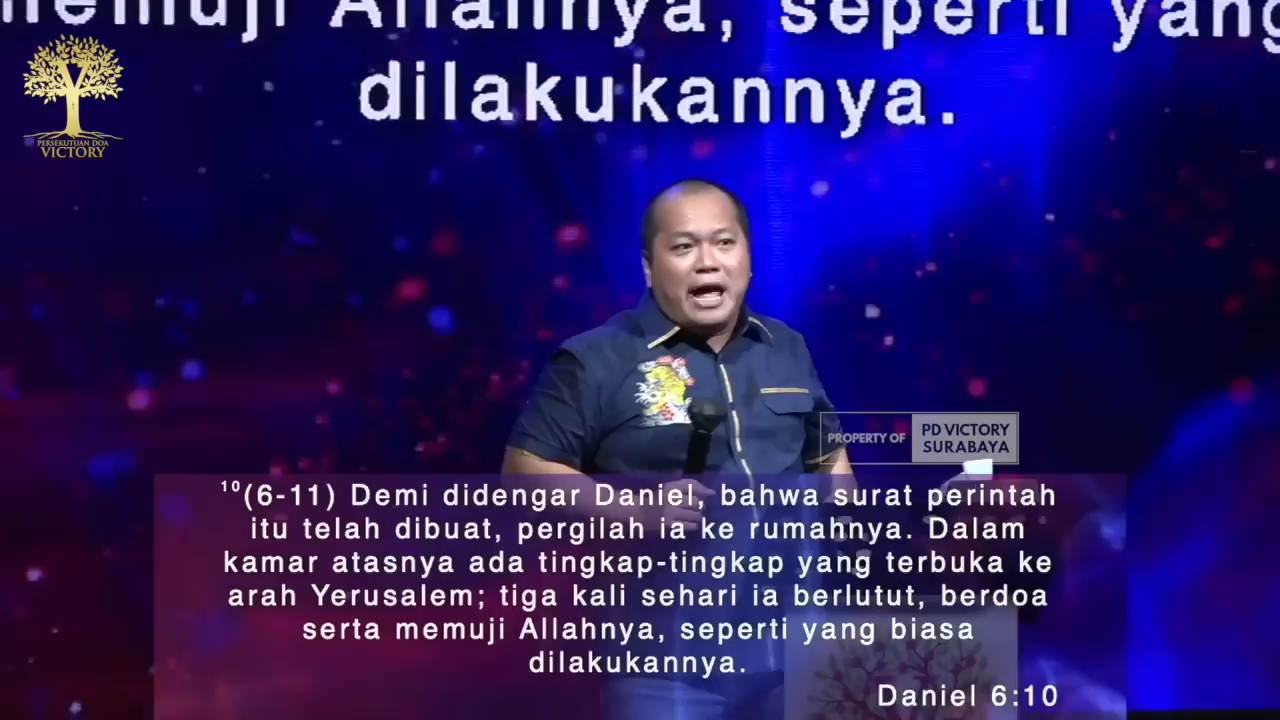 memuji Allahnya, seperti yang
dilakukannya.
PERSEKUTUAN DOA
VICTORY
PROPERTY OF
PD VICTORY
SURABAYA
¹⁰(6-11) Demi didengar Daniel, bahwa surat perintah
itu telah dibuat, pergilah ia ke rumahnya. Dalam
kamar atasnya ada tingkap-tingkap yang terbuka ke
arah Yerusalem; tiga kali sehari ia berlutut, berdoa
serta memuji Allahnya, seperti yang biasa
dilakukannya.
Daniel 6:10